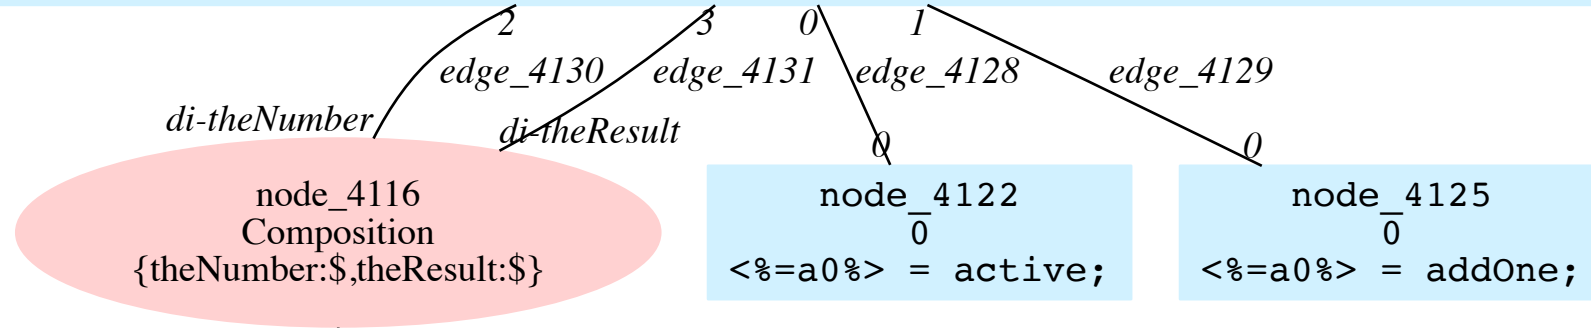 2 3 0 1
edge_4130 edge_4131 edge_4128 edge_4129
di-theNumber di-theResult 0 0
node_4116
Composition
{theNumber:$,theResult:$}
node_4122
0
<%=a0%> = active;
node_4125
0
<%=a0%> = addOne;